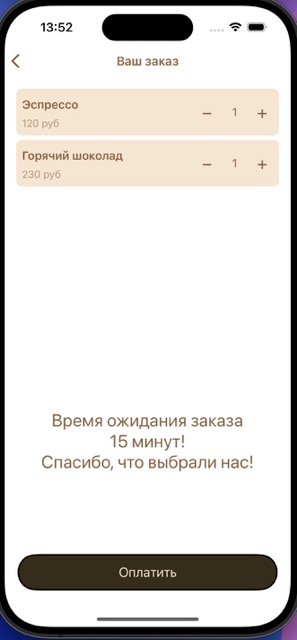 13:52
Ваш заказ
Эспрессо
120 руб
− 1 +
Горячий шоколад
230 руб
− 1 +
Время ожидания заказа
15 минут!
Спасибо, что выбрали нас!
Оплатить